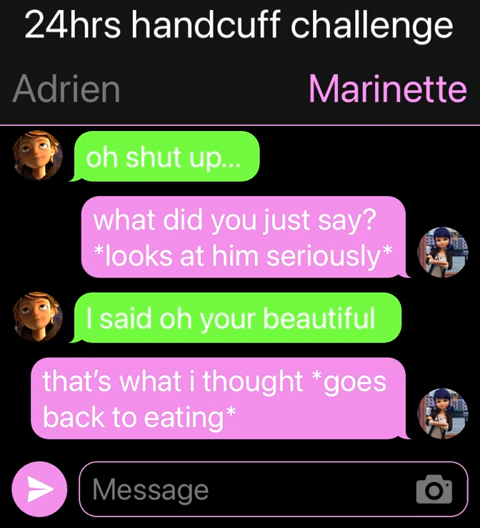 24hrs handcuff challenge
Adrien Marinette
oh shut up...
what did you just say?
*looks at him seriously*
I said oh your beautiful
that's what i thought *goes
back to eating*
Message